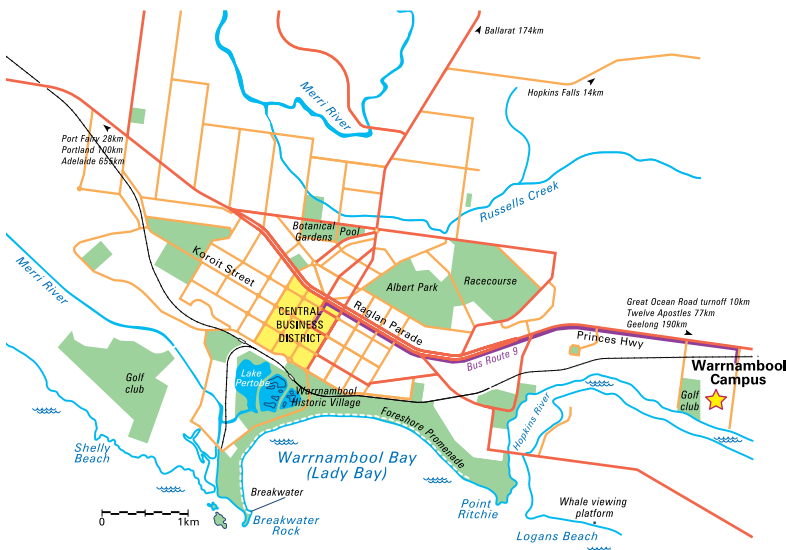 Ballarat 174km
Hopkins Falls 14km
Merri River
Port Fairy 28km
Portland 100km
Adelaide 655km
Russells Creek
Botanical
Gardens
Pool
Koroit Street
Merri River
Albert Park
Racecourse
Great Ocean Road turnoff 10km
Twelve Apostles 77km
Geelong 190km
CENTRAL
BUSINESS
DISTRICT
Raglan Parade
Princes Hwy
Bus Route 9
Warrnambool
Campus
Golf
club
Lake
Pertobe
Warrnambool
Historic Village
Golf
club
Hopkins River
Foreshore Promenade
Shelly
Beach
Warrnambool Bay
(Lady Bay)
Breakwater
Point
Ritchie
Whale viewing
platform
0
1km
Breakwater
Rock
Logans Beach